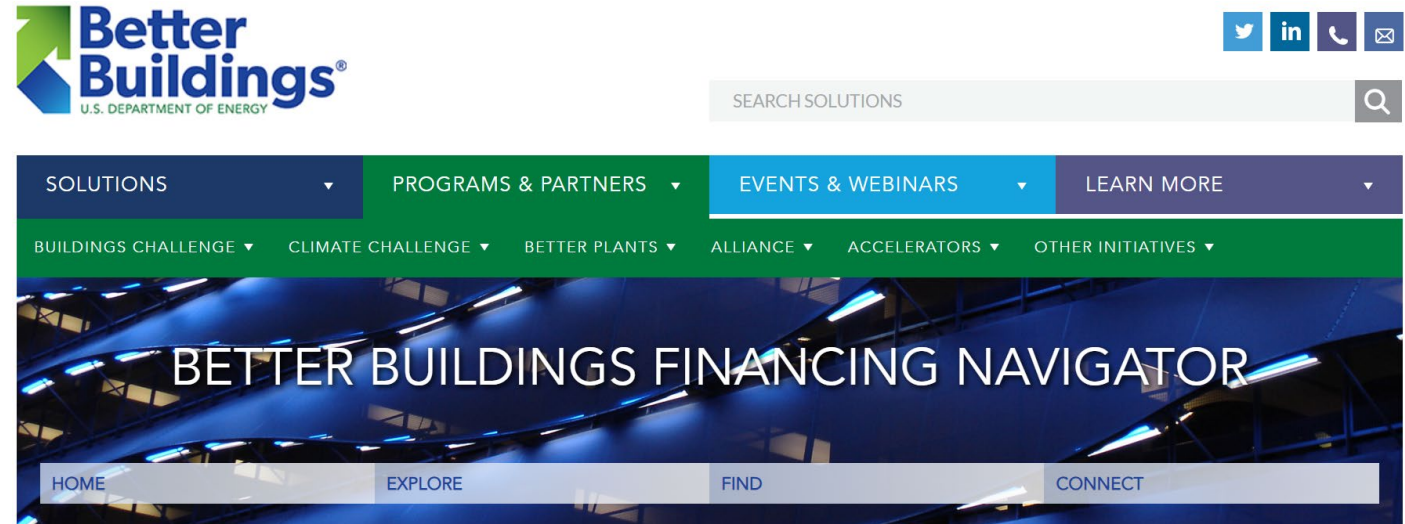 Better
Buildings®
U.S. DEPARTMENT OF ENERGY
in
SEARCH SOLUTIONS
SOLUTIONS PROGRAMS & PARTNERS EVENTS & WEBINARS LEARN MORE
BUILDINGS CHALLENGE CLIMATE CHALLENGE BETTER PLANTS ALLIANCE ACCELERATORS OTHER INITIATIVES
BETTER BUILDINGS FINANCING NAVIGATOR
HOME EXPLORE FIND CONNECT